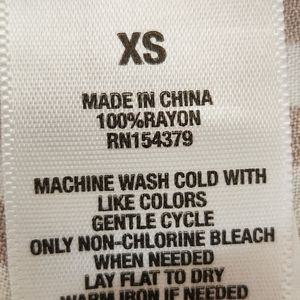 XS
MADE IN CHINA
100%RAYON
RN154379
MACHINE WASH COLD WITH
LIKE COLORS
GENTLE CYCLE
ONLY NON-CHLORINE BLEACH
WHEN NEEDED
LAY FLAT TO DRY
WARM IRON IF NEEDED